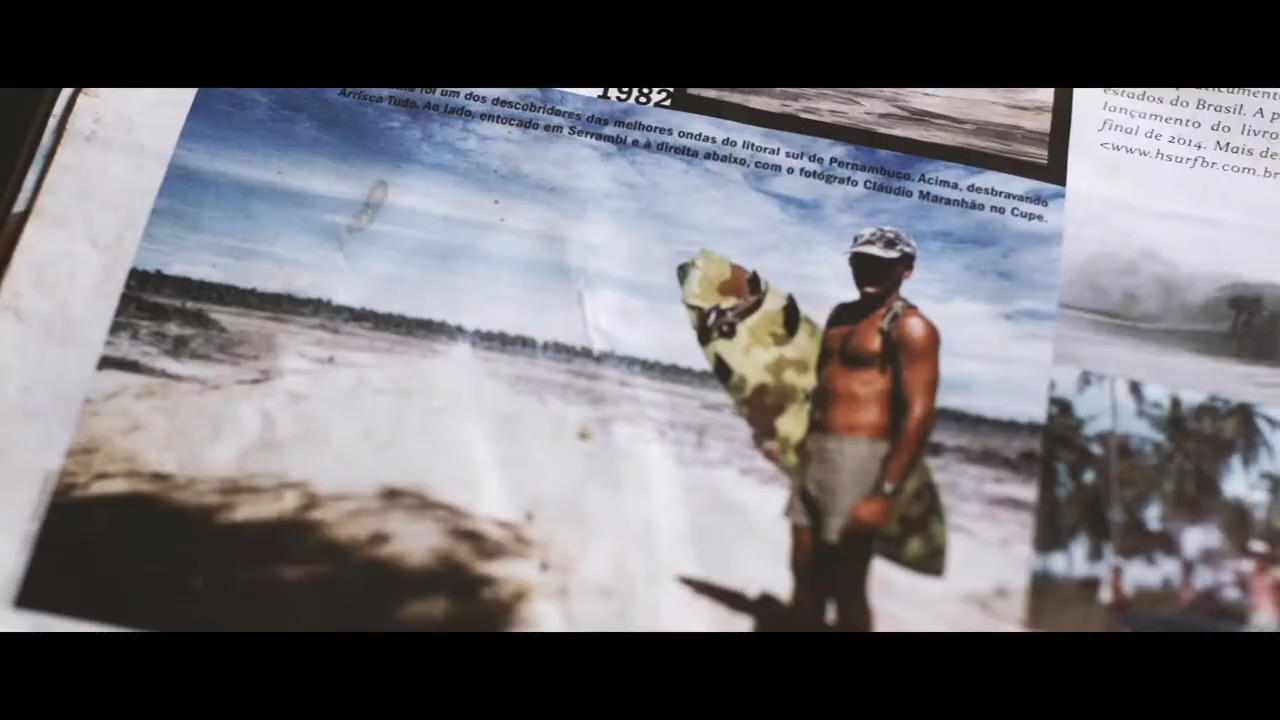 1982
foi um dos descobridores das melhores ondas do litoral sul de Pernambuco. Acima, desbravando
Arrisca Tudo. Ao lado, entocado em Serrambi e à direita abaixo, com o fotógrafo Cláudio Maranhão no Cupe.
estados do Brasil. A p
lançamento do livro
final de 2014. Mais de
<www.hsurfbr.com.br